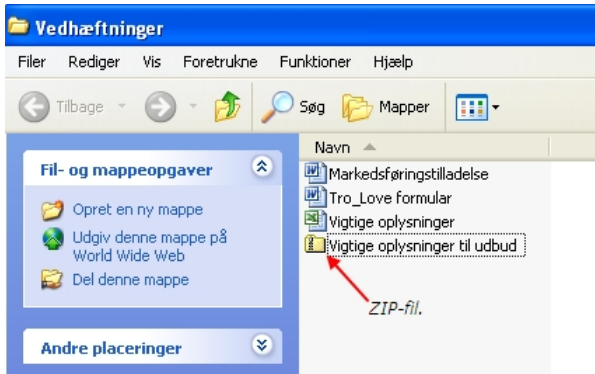 Vedhæftninger
Filer Rediger Vis Foretrukne Funktioner Hjælp
Tilbage Søg Mapper
Navn
Fil- og mappeopgaver
Opret en ny mappe
Udgiv denne mappe på
World Wide Web
Del denne mappe
Andre placeringer
Markedsføringstilladelse
Tro_Love formular
Vigtige oplysninger
Vigtige oplysninger til udbud
ZIP-fil.